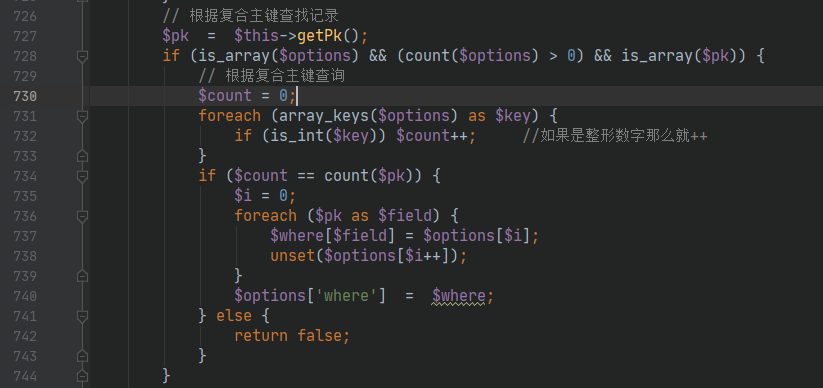 726 // 根据复合主键查找记录
727 $pk  =  $this->getPk();
728 if (is_array($options) && (count($options) > 0) && is_array($pk)) {
729 // 根据复合主键查询
730 $count = 0;
731 foreach (array_keys($options) as $key) {
732 if (is_int($key)) $count++;     //如果是整形数字那么就++
733 }
734 if ($count == count($pk)) {
735 $i = 0;
736 foreach ($pk as $field) {
737 $where[$field] = $options[$i];
738 unset($options[$i++]);
739 }
740 $options['where']  =  $where;
741 } else {
742 return false;
743 }
744 }